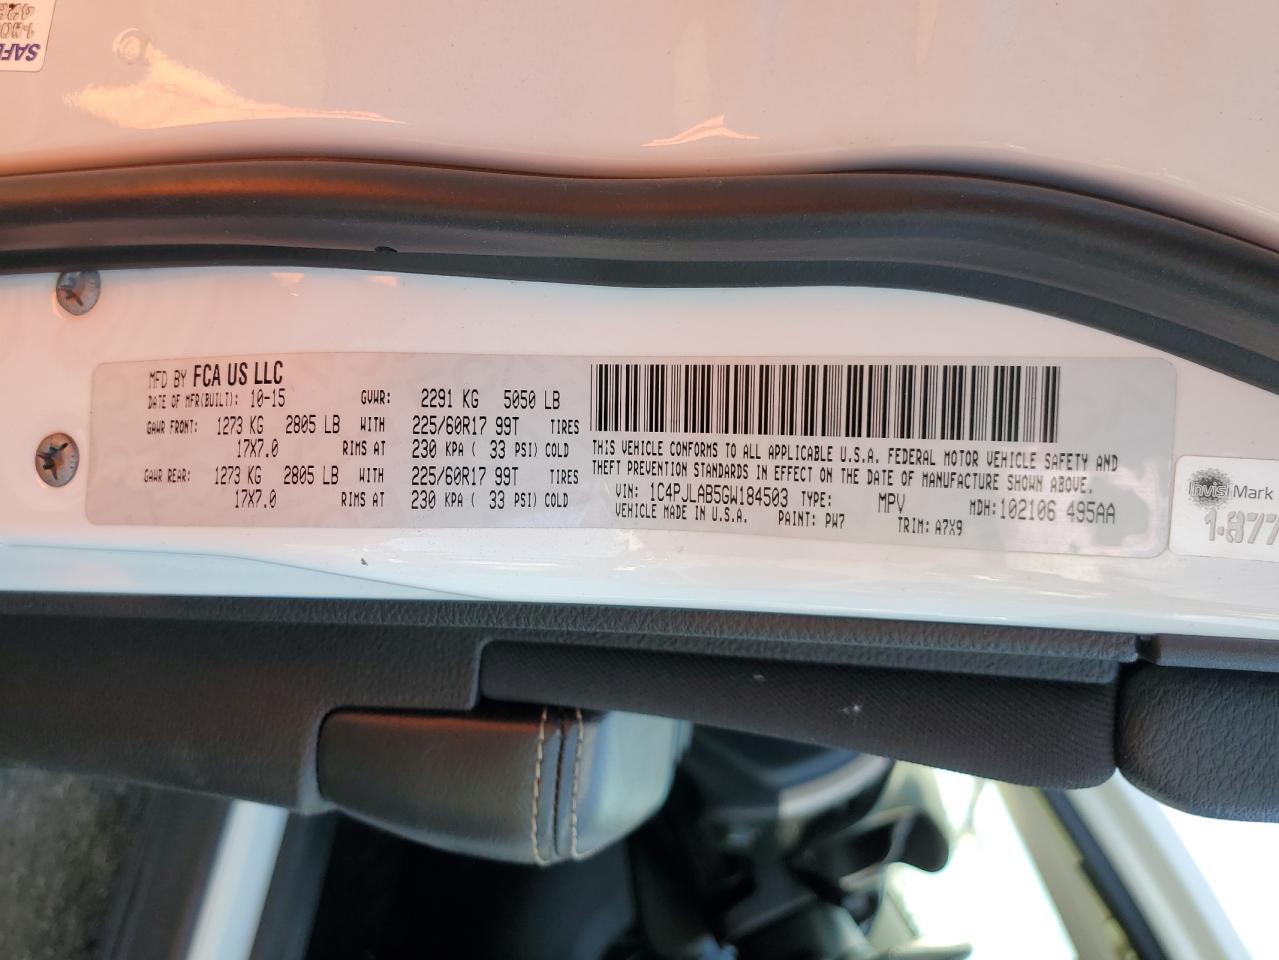 MFD BY FCA US LLC
DATE OF MFR(BUILT): 10-15 GVWR: 2291 KG 5050 LB
GAWR FRONT: 1273 KG 2805 LB WITH 225/60R17 99T TIRES
17X7.0 RIMS AT 230 KPA ( 33 PSI) COLD
GAWR REAR: 1273 KG 2805 LB WITH 225/60R17 99T TIRES
17X7.0 RIMS AT 230 KPA ( 33 PSI) COLD
THIS VEHICLE CONFORMS TO ALL APPLICABLE U.S.A. FEDERAL MOTOR VEHICLE SAFETY AND
THEFT PREVENTION STANDARDS IN EFFECT ON THE DATE OF MANUFACTURE SHOWN ABOVE.
VIN: 1C4PJLAB5GW184503 TYPE: MPV MDH: 102106 495AA
VEHICLE MADE IN U.S.A. PAINT: PW7 TRIM: A7X9
InvisiMark
1-877